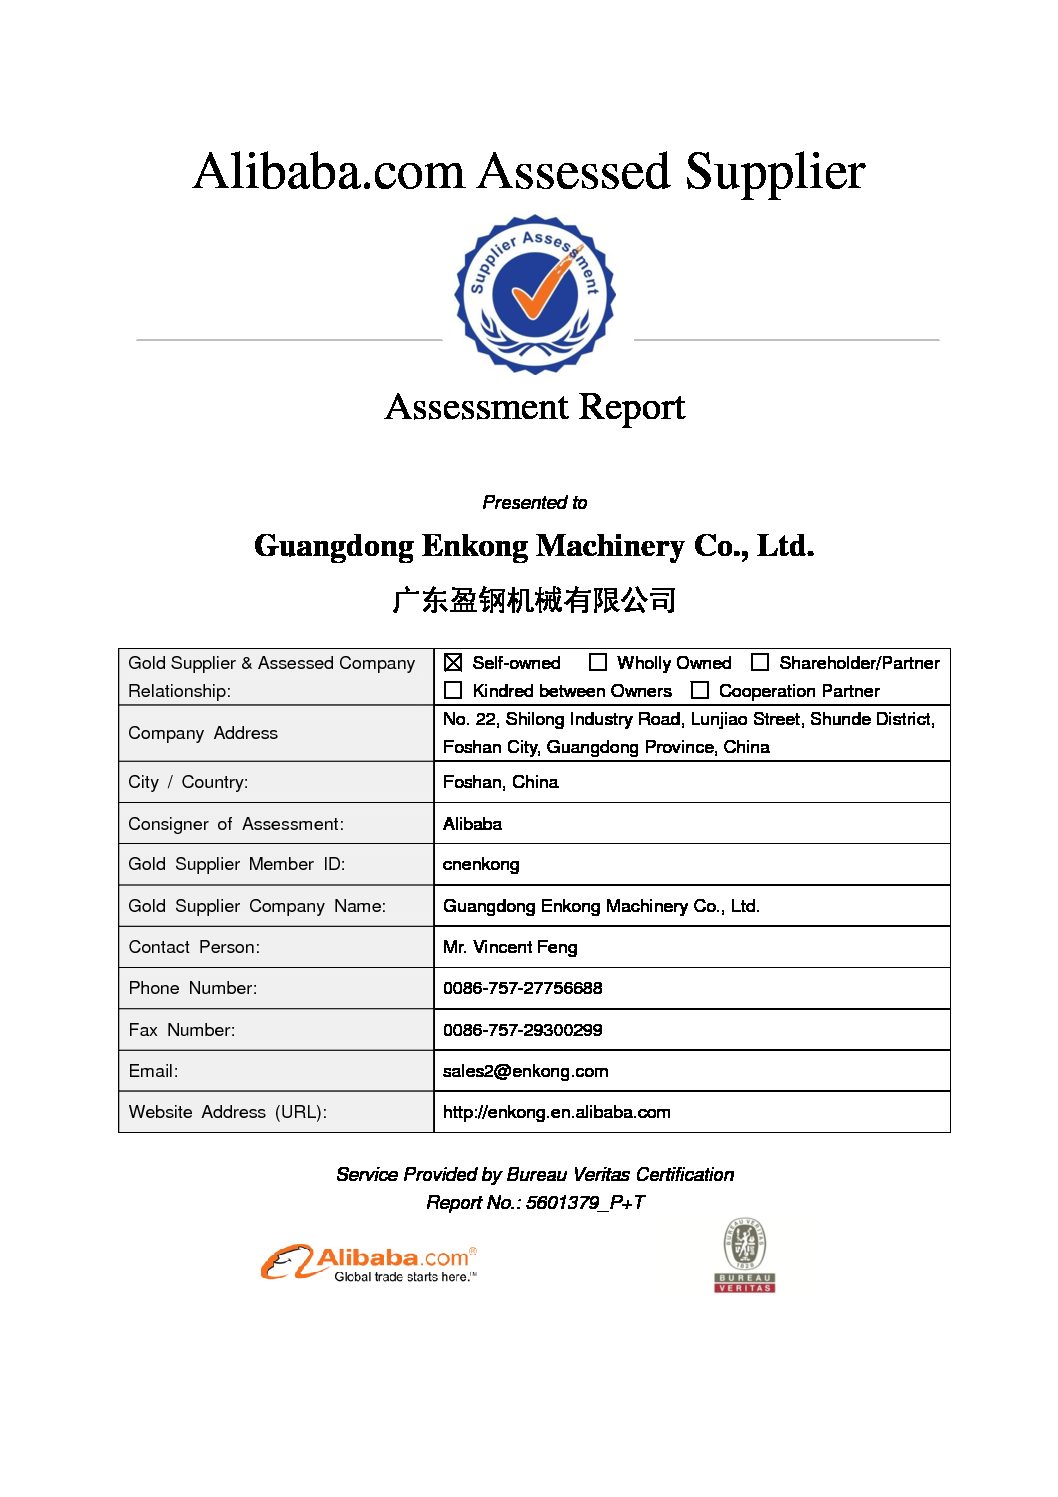 Alibaba.com Assessed Supplier
Supplier Assessment
Assessment Report
Presented to
Guangdong Enkong Machinery Co., Ltd.
广东盈钢机械有限公司
Gold Supplier & Assessed Company Relationship:
☒ Self-owned ☐ Wholly Owned ☐ Shareholder/Partner
☐ Kindred between Owners ☐ Cooperation Partner
Company Address
No. 22, Shilong Industry Road, Lunjiao Street, Shunde District,
Foshan City, Guangdong Province, China
City / Country: Foshan, China
Consigner of Assessment: Alibaba
Gold Supplier Member ID: cnenkong
Gold Supplier Company Name: Guangdong Enkong Machinery Co., Ltd.
Contact Person: Mr. Vincent Feng
Phone Number: 0086-757-27756688
Fax Number: 0086-757-29300299
Email: sales2@enkong.com
Website Address (URL): http://enkong.en.alibaba.com
Service Provided by Bureau Veritas Certification
Report No.: 5601379_P+T
Alibaba.com®
Global trade starts here.™
BUREAU VERITAS
1828
BUREAU
VERITAS